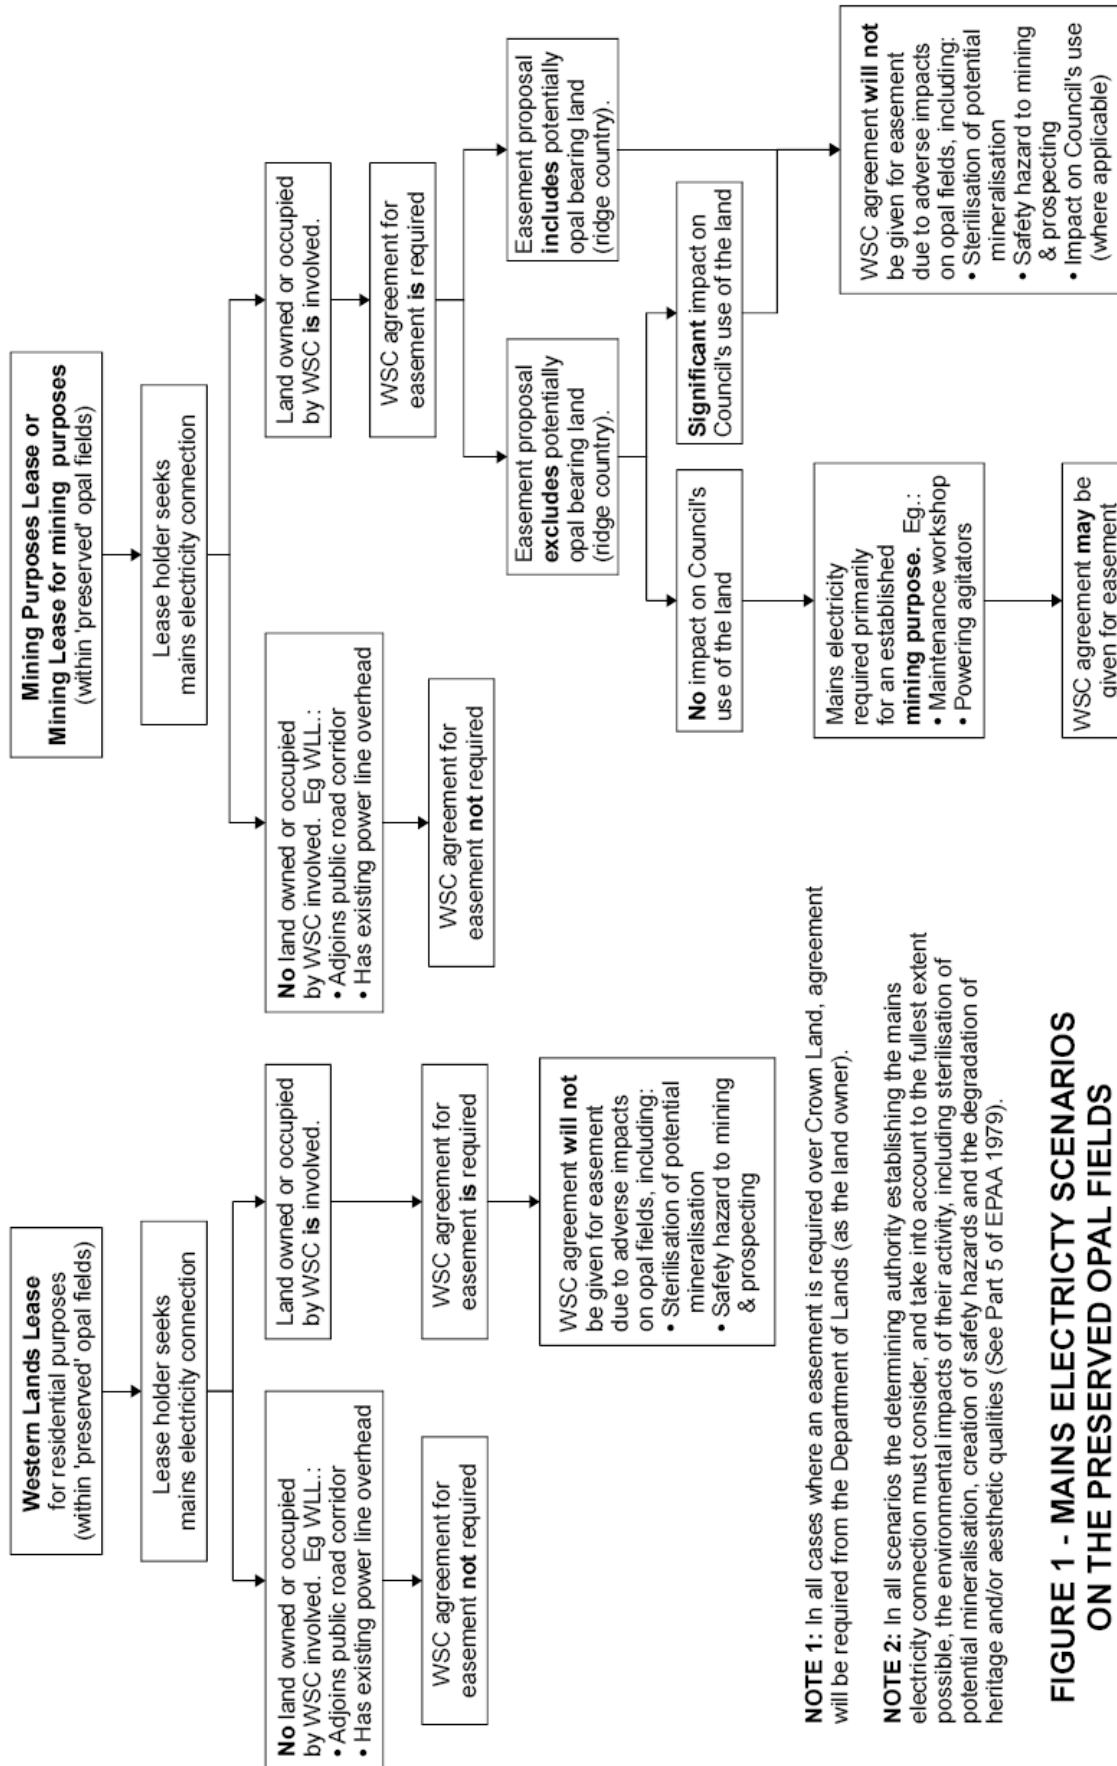 Western Lands Lease
for residential purposes
(within 'preserved' opal fields)
Lease holder seeks
mains electricity connection
No land owned or occupied
by WSC involved. Eg WLL.:
• Adjoins public road corridor
• Has existing power line overhead
WSC agreement for
easement not required
Land owned or occupied
by WSC is involved.
WSC agreement for
easement is required
WSC agreement will not
be given for easement
due to adverse impacts
on opal fields, including:
• Sterilisation of potential
mineralisation
• Safety hazard to mining
& prospecting
Mining Purposes Lease or
Mining Lease for mining purposes
(within 'preserved' opal fields)
Lease holder seeks
mains electricity connection
No land owned or occupied
by WSC involved. Eg WLL.:
• Adjoins public road corridor
• Has existing power line overhead
WSC agreement for
easement not required
Land owned or occupied
by WSC is involved.
WSC agreement for
easement is required
Easement proposal
excludes potentially
opal bearing land
(ridge country).
Easement proposal
includes potentially
opal bearing land
(ridge country).
No impact on Council's
use of the land
Significant impact on
Council's use of the land
Mains electricity
required primarily
for an established
mining purpose. Eg.:
• Maintenance workshop
• Powering agitators
WSC agreement may be
given for easement
WSC agreement will not
be given for easement
due to adverse impacts
on opal fields, including:
• Sterilisation of potential
mineralisation
• Safety hazard to mining
& prospecting
• Impact on Council's use
(where applicable)
NOTE 1: In all cases where an easement is required over Crown Land, agreement
will be required from the Department of Lands (as the land owner).
NOTE 2: In all scenarios the determining authority establishing the mains
electricity connection must consider, and take into account to the fullest extent
possible, the environmental impacts of their activity, including sterilisation of
potential mineralisation, creation of safety hazards and the degradation of
heritage and/or aesthetic qualities (See Part 5 of EPAA 1979).
FIGURE 1 - MAINS ELECTRICTY SCENARIOS
ON THE PRESERVED OPAL FIELDS